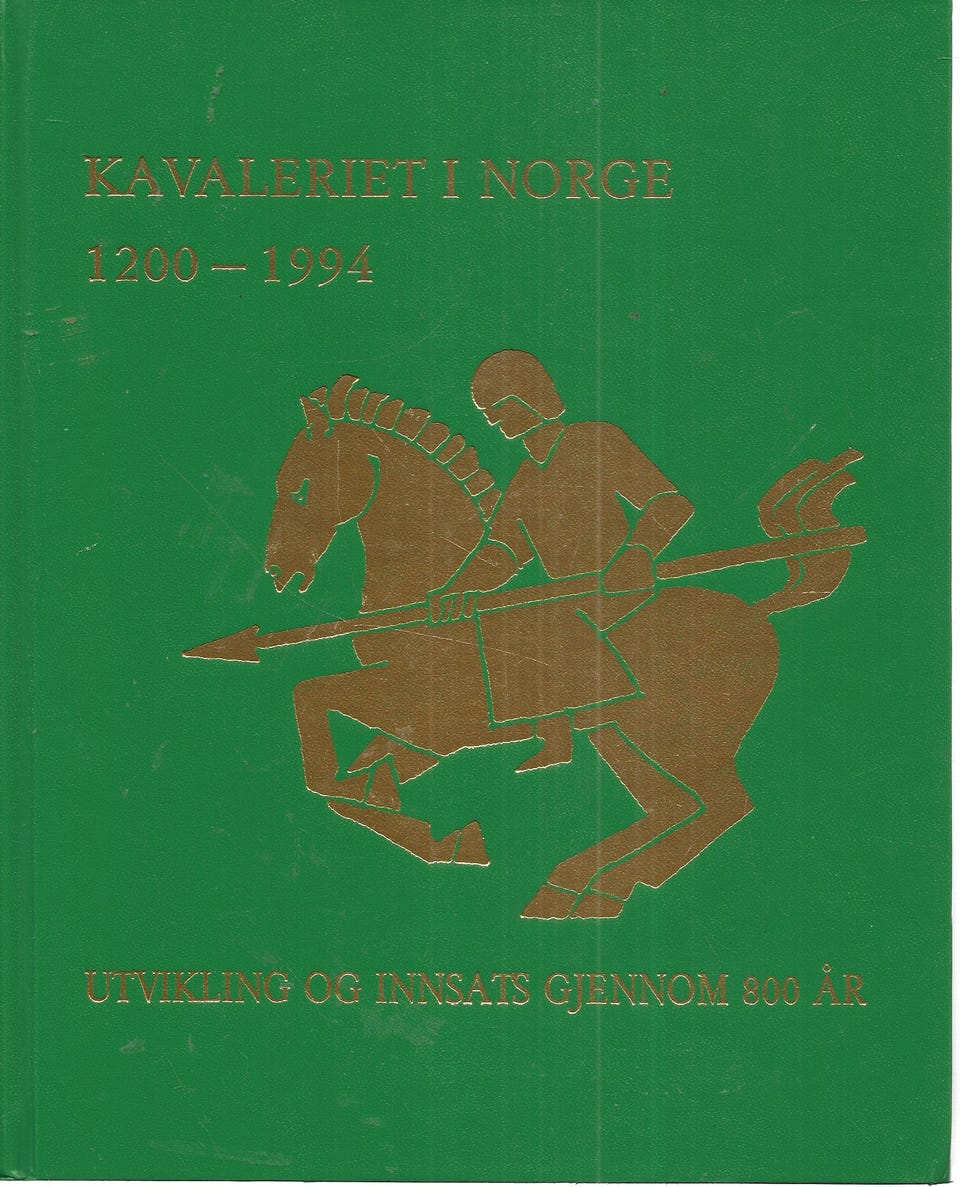 KAVALERIET I NORGE
1200 – 1994
UTVIKLING OG INNSATS GJENNOM 800 ÅR